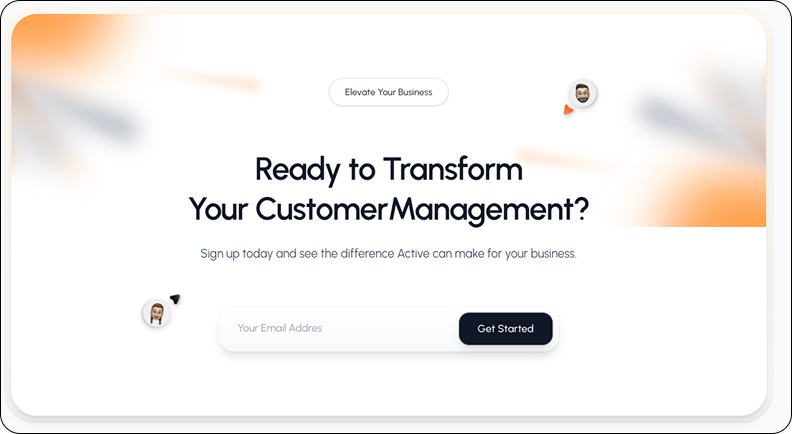 Elevate Your Business
Ready to Transform
Your CustomerManagement?
Sign up today and see the difference Active can make for your business.
Your Email Addres
Get Started